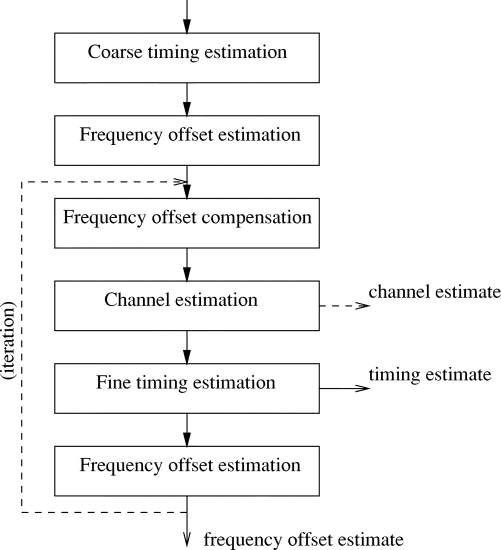 Coarse timing estimation
Frequency offset estimation
Frequency offset compensation
Channel estimation
channel estimate
(iteration)
Fine timing estimation
timing estimate
Frequency offset estimation
frequency offset estimate